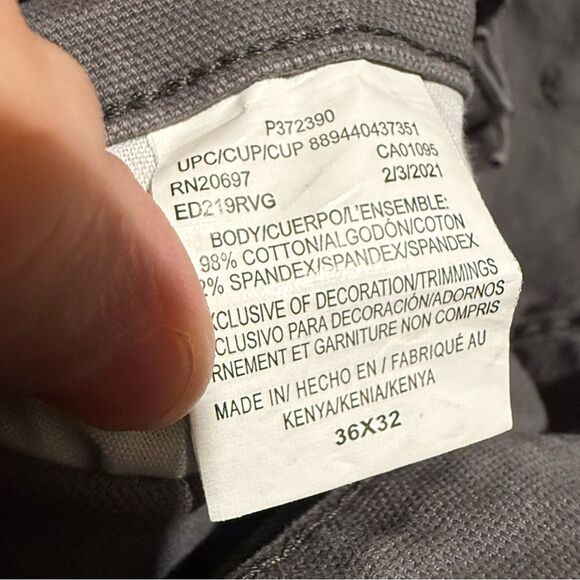 P372390
UPC/CUP/CUP 889440437351
RN20697 CA01095
ED219RVG 2/3/2021
BODY/CUERPO/L'ENSEMBLE:
98% COTTON/ALGODÓN/COTON
2% SPANDEX/SPANDEX/SPANDEX
XCLUSIVE OF DECORATION/TRIMMINGS
CLUSIVO PARA DECORACIÓN/ADORNOS
RNEMENT ET GARNITURE NON COMPRIS
MADE IN/ HECHO EN / FABRIQUÉ AU
KENYA/KENIA/KENYA
36X32